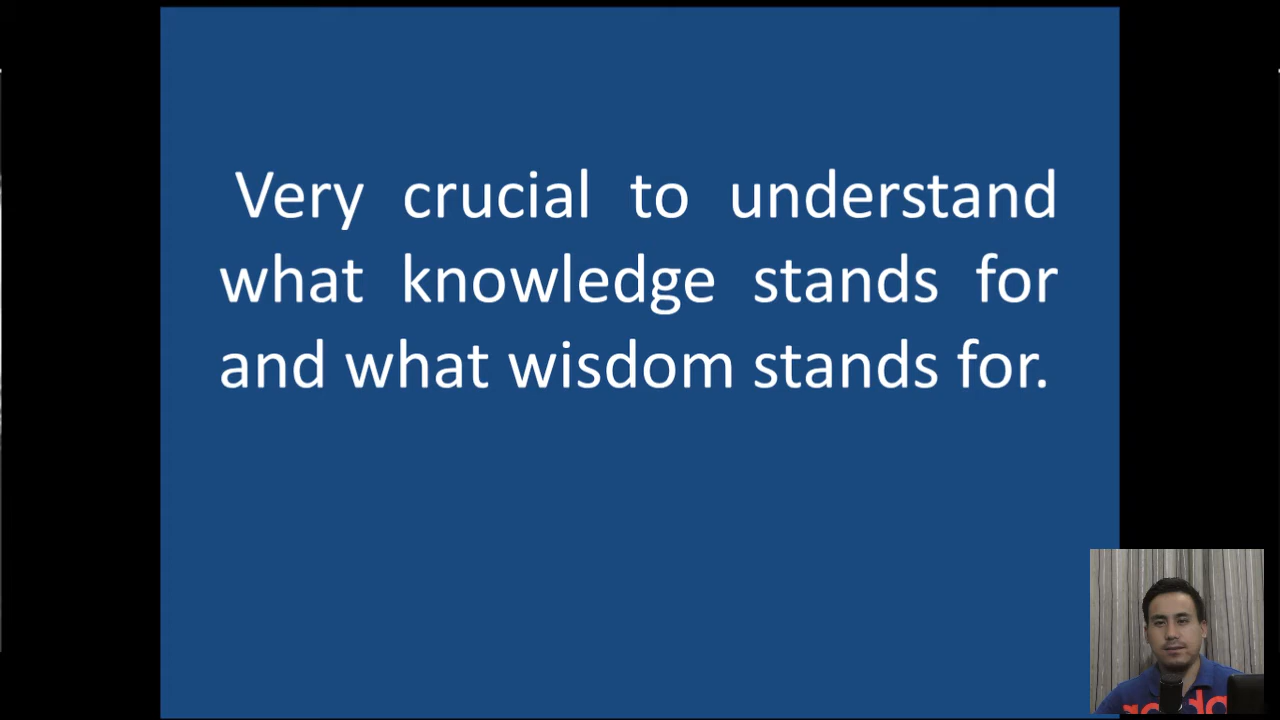 Very crucial to understand
what knowledge stands for
and what wisdom stands for.